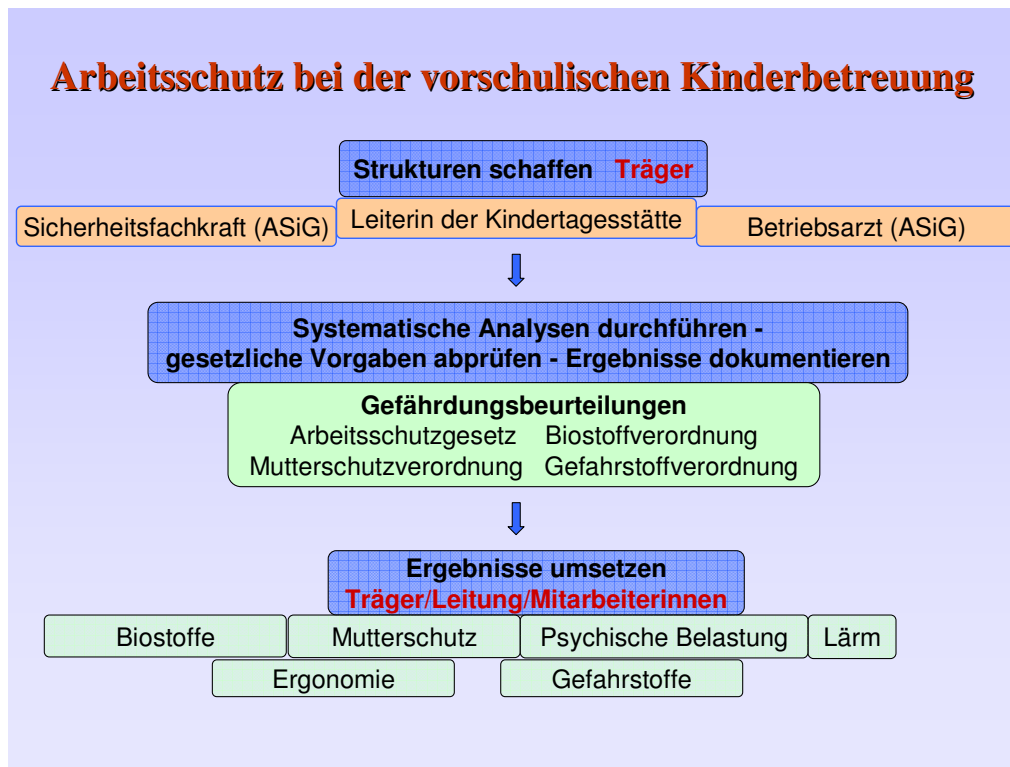 Arbeitsschutz bei der vorschulischen Kinderbetreuung
Strukturen schaffen Träger
Sicherheitsfachkraft (ASiG) Leiterin der Kindertagesstätte Betriebsarzt (ASiG)
Systematische Analysen durchführen -
gesetzliche Vorgaben abprüfen - Ergebnisse dokumentieren
Gefährdungsbeurteilungen
Arbeitsschutzgesetz Biostoffverordnung
Mutterschutzverordnung Gefahrstoffverordnung
Ergebnisse umsetzen
Träger/Leitung/Mitarbeiterinnen
Biostoffe Mutterschutz Psychische Belastung Lärm
Ergonomie Gefahrstoffe